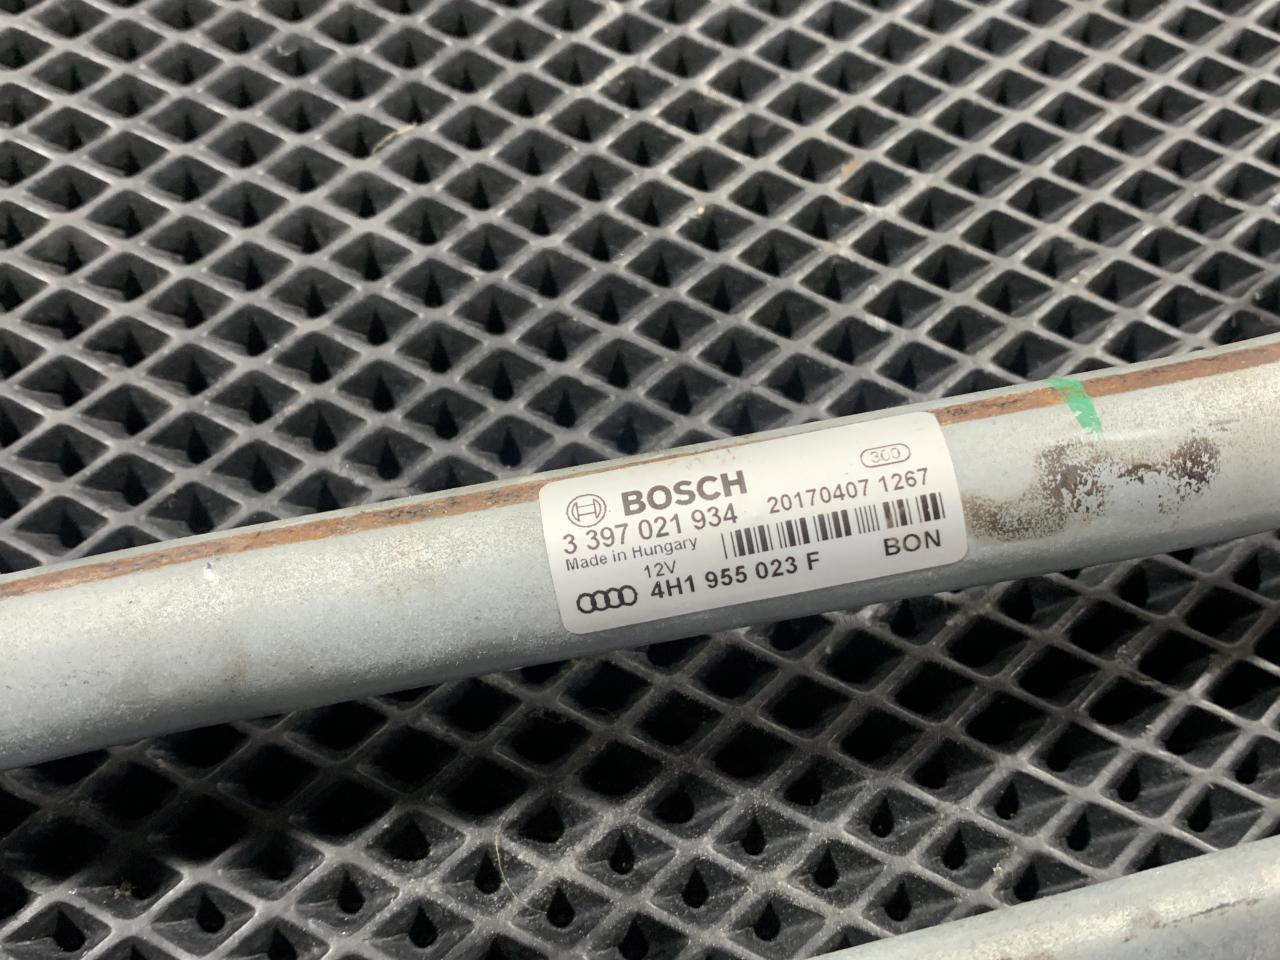 300
BOSCH
3 397 021 934 20170407 1267
Made in Hungary
12V BON
4H1 955 023 F